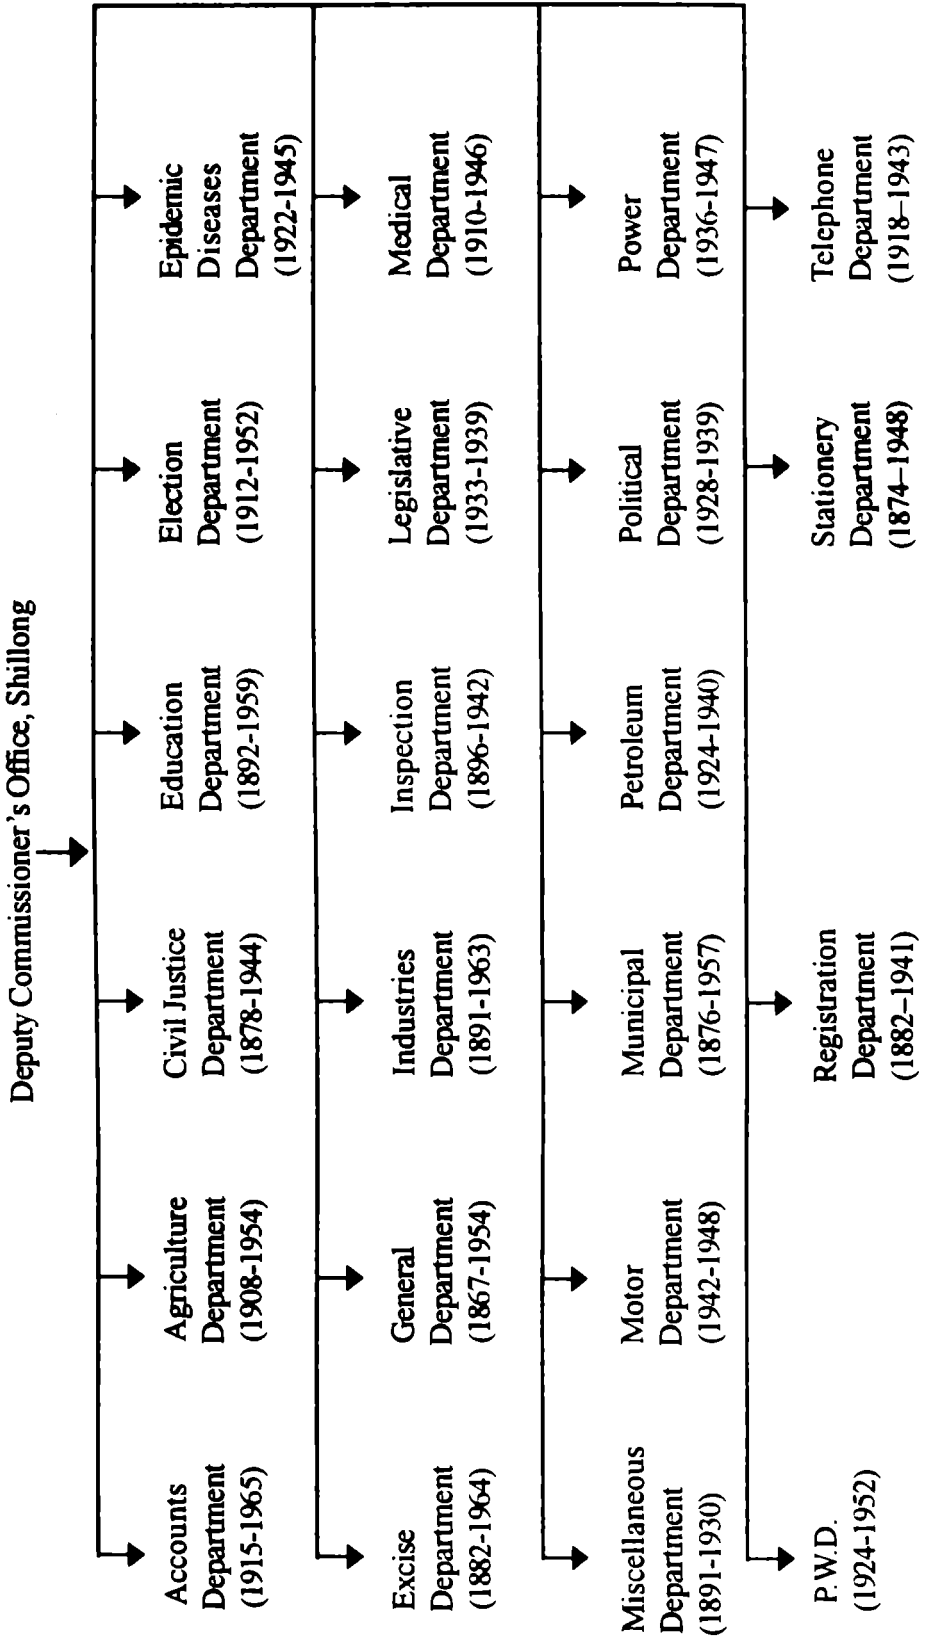 Deputy Commissioner's Office, Shillong
Accounts
Department
(1915-1965)
Agriculture
Department
(1908-1954)
Civil Justice
Department
(1878-1944)
Education
Department
(1892-1959)
Election
Department
(1912-1952)
Epidemic
Diseases
Department
(1922-1945)
Excise
Department
(1882-1964)
General
Department
(1867-1954)
Industries
Department
(1891-1963)
Inspection
Department
(1896-1942)
Legislative
Department
(1933-1939)
Medical
Department
(1910-1946)
Miscellaneous
Department
(1891-1930)
Motor
Department
(1942-1948)
Municipal
Department
(1876-1957)
Petroleum
Department
(1924-1940)
Political
Department
(1928-1939)
Power
Department
(1936-1947)
P.W.D.
(1924-1952)
Registration
Department
(1882–1941)
Stationery
Department
(1874–1948)
Telephone
Department
(1918–1943)